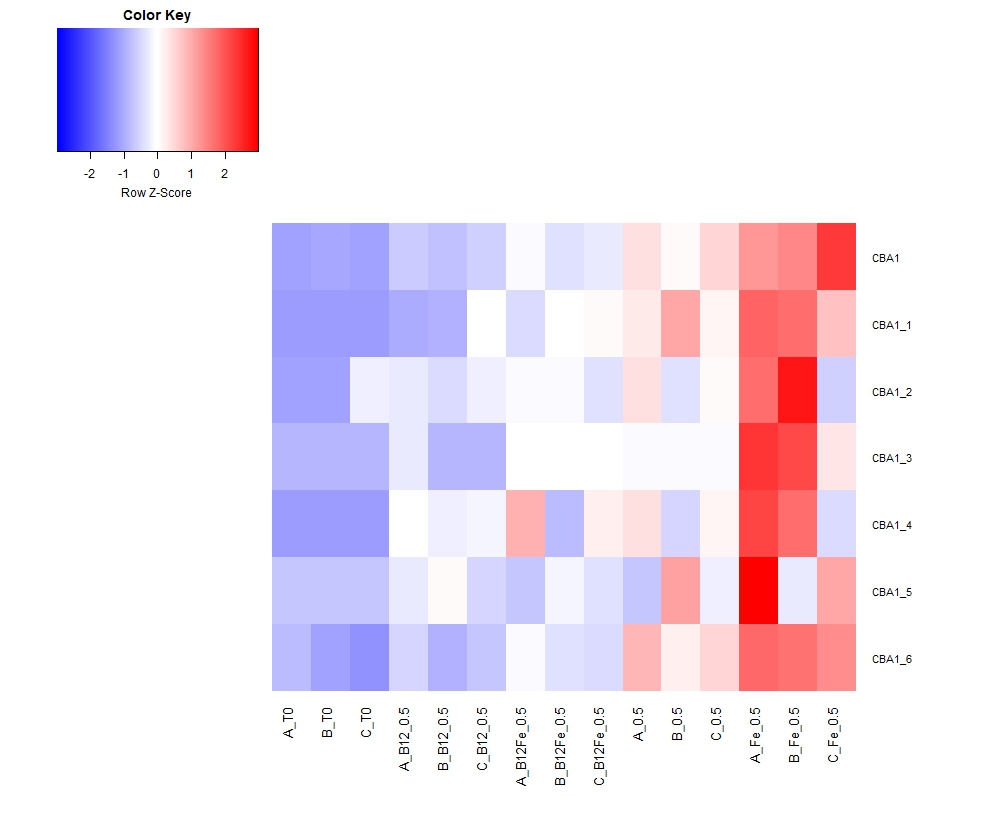 Color Key
-2 -1 0 1 2
Row Z-Score
CBA1
CBA1_1
CBA1_2
CBA1_3
CBA1_4
CBA1_5
CBA1_6
A_T0
B_T0
C_T0
A_B12_0.5
B_B12_0.5
C_B12_0.5
A_B12Fe_0.5
B_B12Fe_0.5
C_B12Fe_0.5
A_0.5
B_0.5
C_0.5
A_Fe_0.5
B_Fe_0.5
C_Fe_0.5